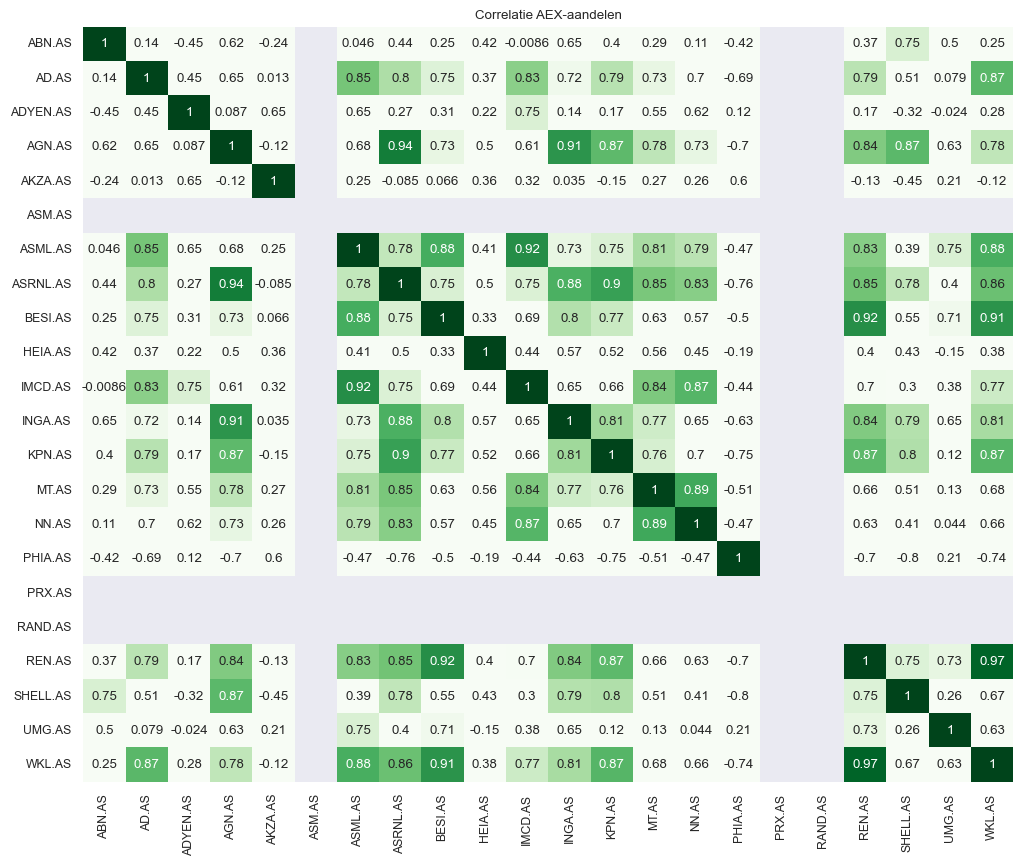 Correlatie AEX-aandelen
ABN.AS 1 0.14 -0.45 0.62 -0.24 0.046 0.44 0.25 0.42 -0.0086 0.65 0.4 0.29 0.11 -0.42 0.37 0.75 0.5 0.25
AD.AS 0.14 1 0.45 0.65 0.013 0.85 0.8 0.75 0.37 0.83 0.72 0.79 0.73 0.7 -0.69 0.79 0.51 0.079 0.87
ADYEN.AS -0.45 0.45 1 0.087 0.65 0.65 0.27 0.31 0.22 0.75 0.14 0.17 0.55 0.62 0.12 0.17 -0.32 -0.024 0.28
AGN.AS 0.62 0.65 0.087 1 -0.12 0.68 0.94 0.73 0.5 0.61 0.91 0.87 0.78 0.73 -0.7 0.84 0.87 0.63 0.78
AKZA.AS -0.24 0.013 0.65 -0.12 1 0.25 -0.085 0.066 0.36 0.32 0.035 -0.15 0.27 0.26 0.6 -0.13 -0.45 0.21 -0.12
ASM.AS
ASML.AS 0.046 0.85 0.65 0.68 0.25 1 0.78 0.88 0.41 0.92 0.73 0.75 0.81 0.79 -0.47 0.83 0.39 0.75 0.88
ASRNL.AS 0.44 0.8 0.27 0.94 -0.085 0.78 1 0.75 0.5 0.75 0.88 0.9 0.85 0.83 -0.76 0.85 0.78 0.4 0.86
BESI.AS 0.25 0.75 0.31 0.73 0.066 0.88 0.75 1 0.33 0.69 0.8 0.77 0.63 0.57 -0.5 0.92 0.55 0.71 0.91
HEIA.AS 0.42 0.37 0.22 0.5 0.36 0.41 0.5 0.33 1 0.44 0.57 0.52 0.56 0.45 -0.19 0.4 0.43 -0.15 0.38
IMCD.AS -0.0086 0.83 0.75 0.61 0.32 0.92 0.75 0.69 0.44 1 0.65 0.66 0.84 0.87 -0.44 0.7 0.3 0.38 0.77
INGA.AS 0.65 0.72 0.14 0.91 0.035 0.73 0.88 0.8 0.57 0.65 1 0.81 0.77 0.65 -0.63 0.84 0.79 0.65 0.81
KPN.AS 0.4 0.79 0.17 0.87 -0.15 0.75 0.9 0.77 0.52 0.66 0.81 1 0.76 0.7 -0.75 0.87 0.8 0.12 0.87
MT.AS 0.29 0.73 0.55 0.78 0.27 0.81 0.85 0.63 0.56 0.84 0.77 0.76 1 0.89 -0.51 0.66 0.51 0.13 0.68
NN.AS 0.11 0.7 0.62 0.73 0.26 0.79 0.83 0.57 0.45 0.87 0.65 0.7 0.89 1 -0.47 0.63 0.41 0.044 0.66
PHIA.AS -0.42 -0.69 0.12 -0.7 0.6 -0.47 -0.76 -0.5 -0.19 -0.44 -0.63 -0.75 -0.51 -0.47 1 -0.7 -0.8 0.21 -0.74
PRX.AS
RAND.AS
REN.AS 0.37 0.79 0.17 0.84 -0.13 0.83 0.85 0.92 0.4 0.7 0.84 0.87 0.66 0.63 -0.7 1 0.75 0.73 0.97
SHELL.AS 0.75 0.51 -0.32 0.87 -0.45 0.39 0.78 0.55 0.43 0.3 0.79 0.8 0.51 0.41 -0.8 0.75 1 0.26 0.67
UMG.AS 0.5 0.079 -0.024 0.63 0.21 0.75 0.4 0.71 -0.15 0.38 0.65 0.12 0.13 0.044 0.21 0.73 0.26 1 0.63
WKL.AS 0.25 0.87 0.28 0.78 -0.12 0.88 0.86 0.91 0.38 0.77 0.81 0.87 0.68 0.66 -0.74 0.97 0.67 0.63 1
ABN.AS AD.AS ADYEN.AS AGN.AS AKZA.AS ASM.AS ASML.AS ASRNL.AS BESI.AS HEIA.AS IMCD.AS INGA.AS KPN.AS MT.AS NN.AS PHIA.AS PRX.AS RAND.AS REN.AS SHELL.AS UMG.AS WKL.AS